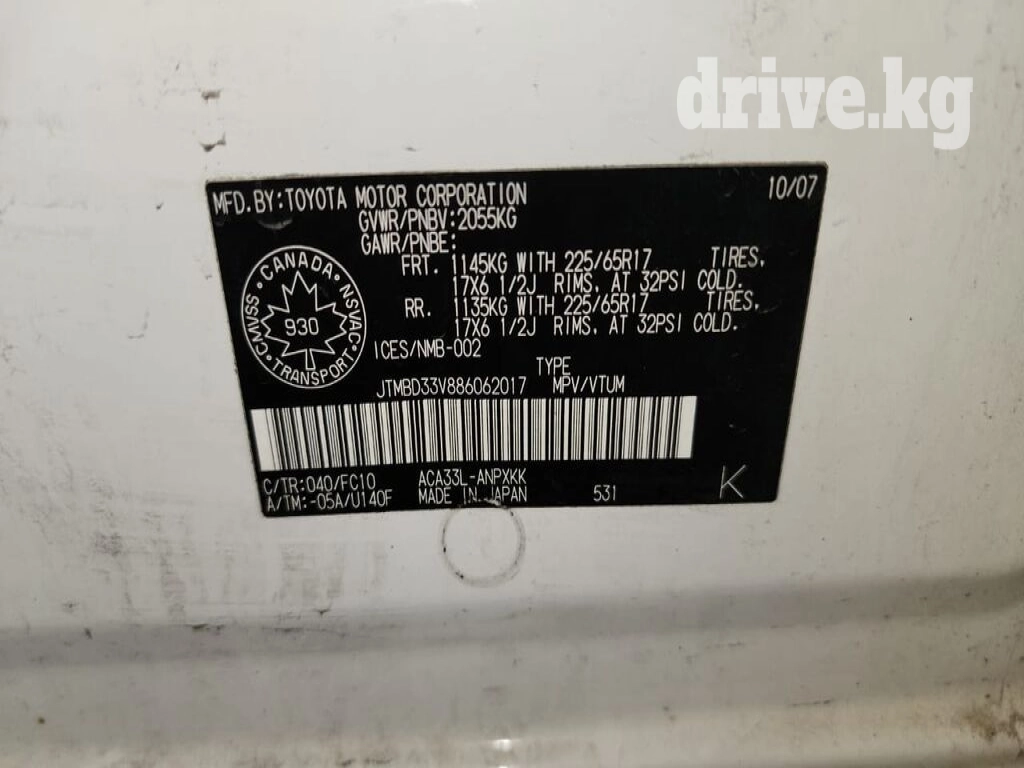 drive.kg
MFD. BY: TOYOTA MOTOR CORPORATION 10/07
GVWR/PNBV: 2055KG
GAWR/PNBE:
FRT. 1145KG WITH 225/65R17 TIRES,
17X6 1/2J RIMS, AT 32PSI COLD.
RR. 1135KG WITH 225/65R17 TIRES,
17X6 1/2J RIMS, AT 32PSI COLD.
CANADA
NSVAC CMVSS
930
TRANSPORT
ICES/NMB-002
TYPE
JTMBD33V886062017 MPV/VTUM
C/TR: 040/FC10 ACA33L-ANPXKK
A/TM: -05A/U140F MADE IN JAPAN 531 K